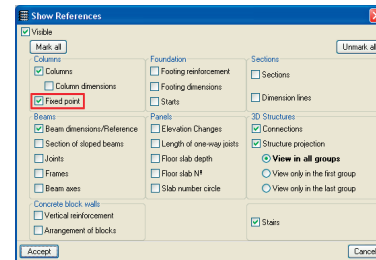 Show References
Visible
Mark all
Unmark all
Columns
Columns
Column dimensions
Fixed point
Foundation
Footing reinforcement
Footing dimensions
Starts
Sections
Sections
Dimension lines
Beams
Beam dimensions/Reference
Section of sloped beams
Joints
Frames
Beam axes
Panels
Elevation Changes
Length of one-way joists
Floor slab depth
Floor slab Nº
Slab number circle
3D Structures
Connections
Structure projection
View in all groups
View only in the first group
View only in the last group
Concrete block walls
Vertical reinforcement
Arrangement of blocks
Stairs
Accept
Cancel